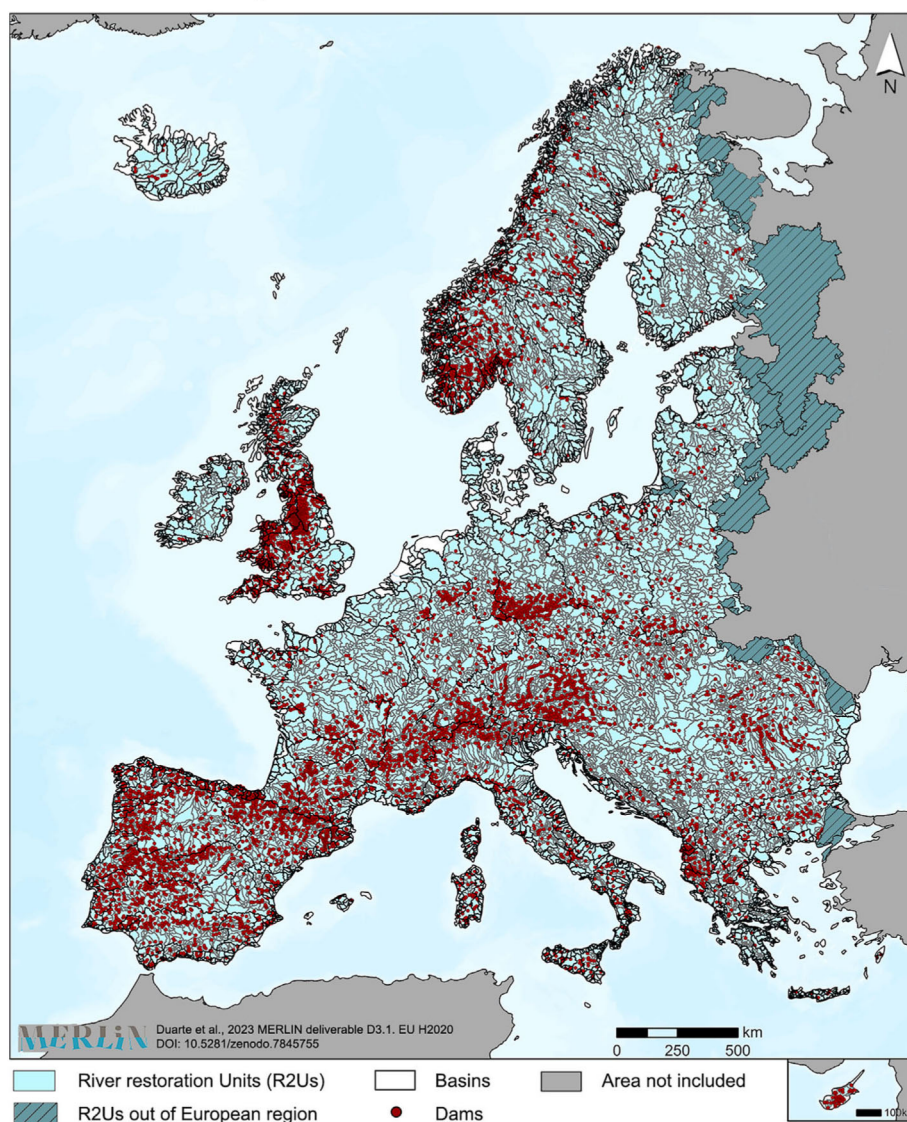 N
MERLIN
Duarte et al., 2023 MERLIN deliverable D3.1. EU H2020
DOI: 10.5281/zenodo.7845755
km
0 250 500
River restoration Units (R2Us)
Basins
Area not included
R2Us out of European region
Dams
100k